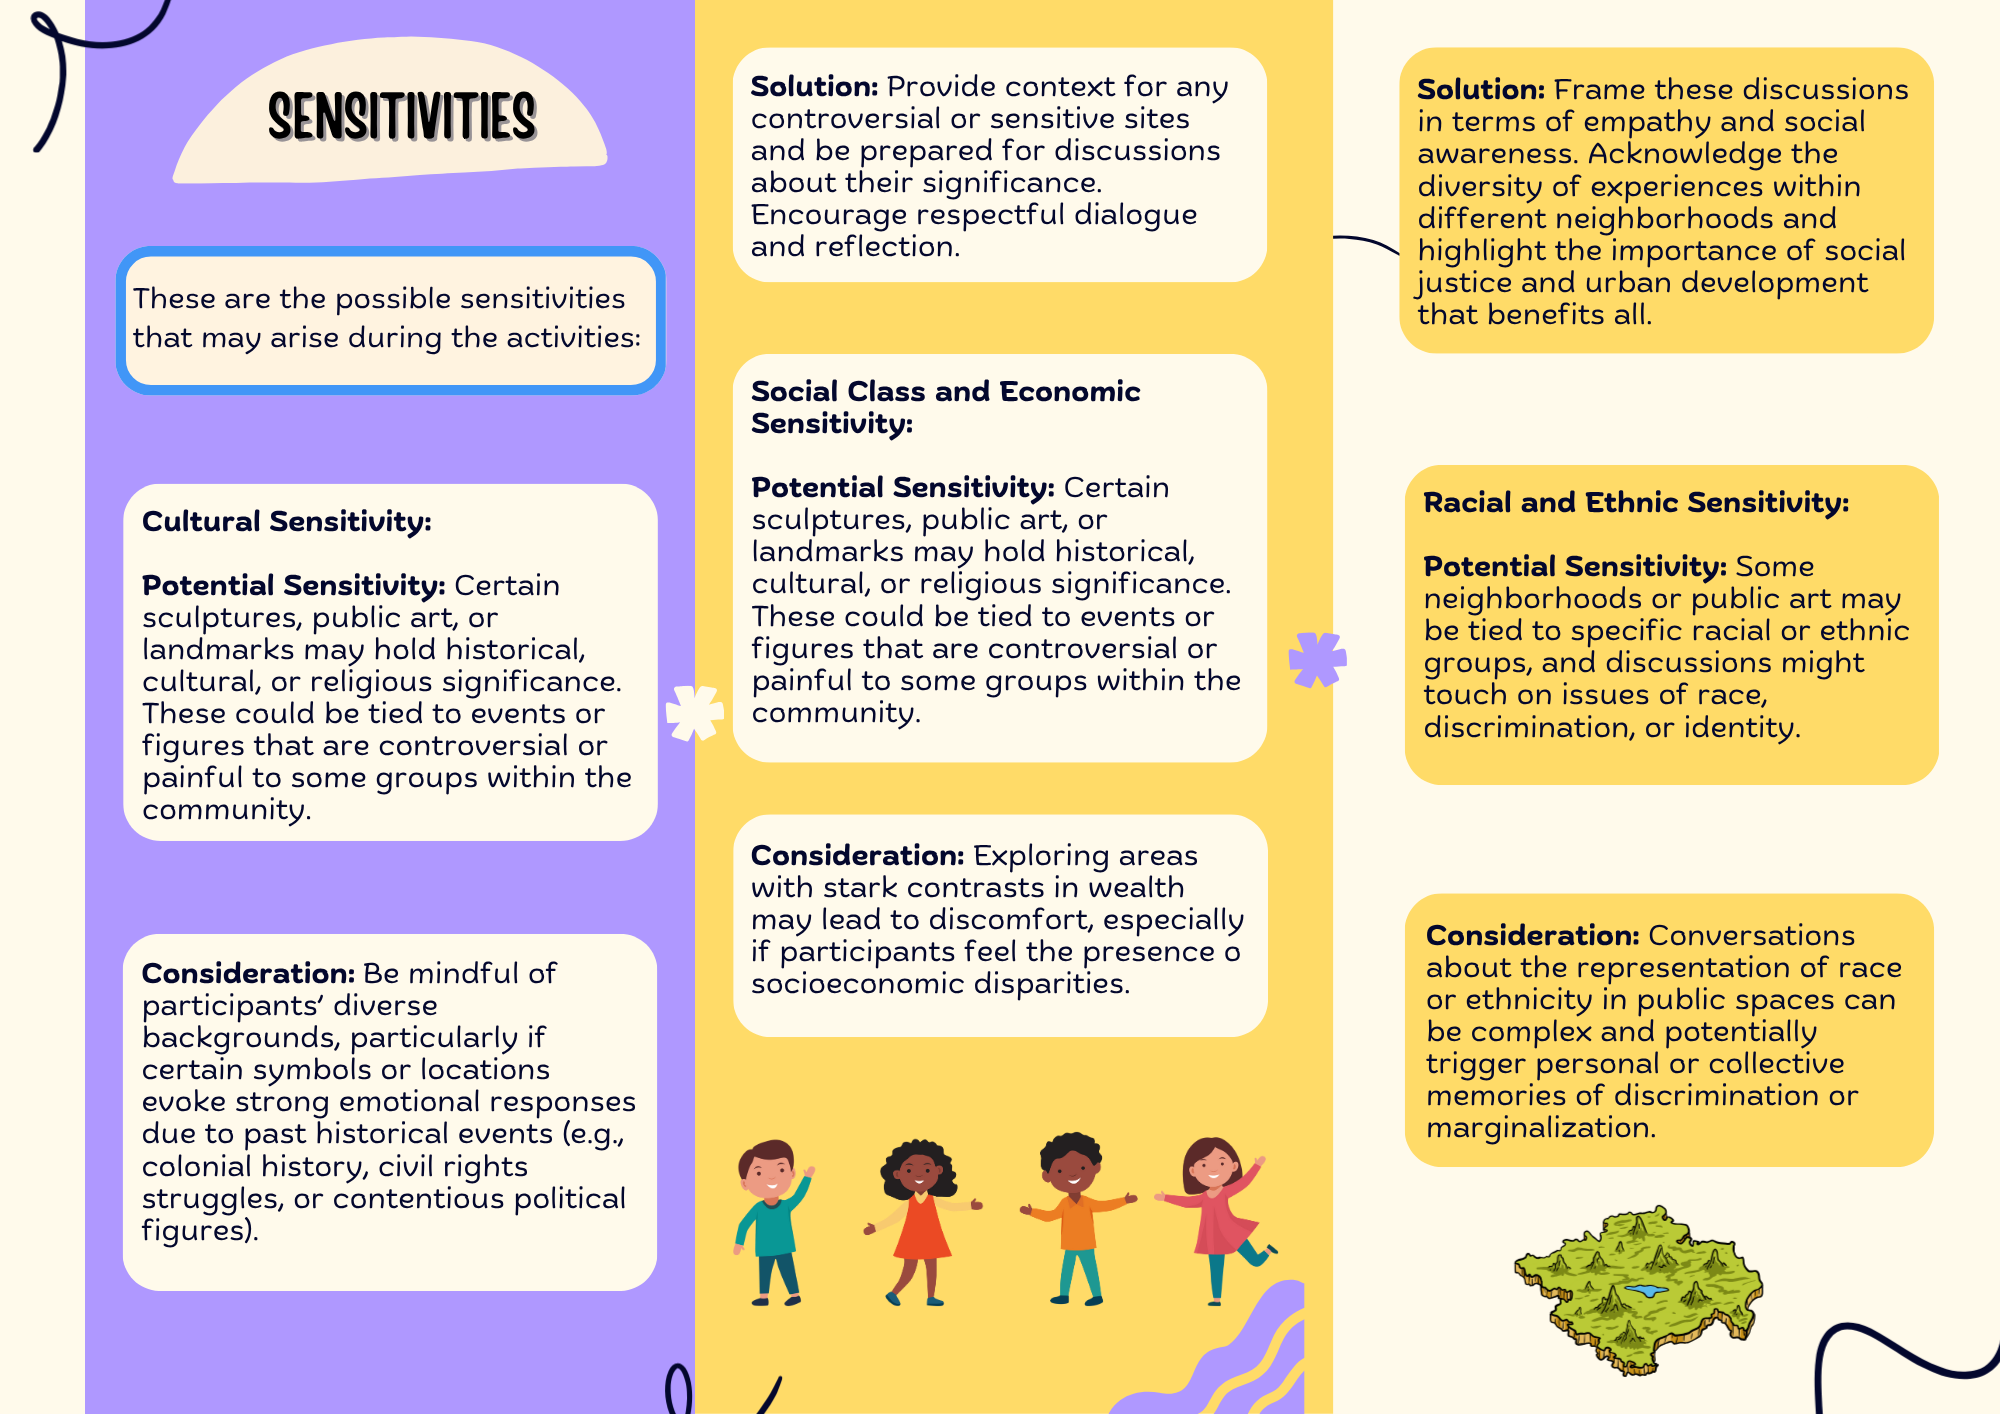 SENSITIVITIES
These are the possible sensitivities
that may arise during the activities:
Cultural Sensitivity:
Potential Sensitivity: Certain
sculptures, public art, or
landmarks may hold historical,
cultural, or religious significance.
These could be tied to events or
figures that are controversial or
painful to some groups within the
community.
Consideration: Be mindful of
participants’ diverse
backgrounds, particularly if
certain symbols or locations
evoke strong emotional responses
due to past historical events (e.g.,
colonial history, civil rights
struggles, or contentious political
figures).
Solution: Provide context for any
controversial or sensitive sites
and be prepared for discussions
about their significance.
Encourage respectful dialogue
and reflection.
Social Class and Economic
Sensitivity:
Potential Sensitivity: Certain
sculptures, public art, or
landmarks may hold historical,
cultural, or religious significance.
These could be tied to events or
figures that are controversial or
painful to some groups within the
community.
Consideration: Exploring areas
with stark contrasts in wealth
may lead to discomfort, especially
if participants feel the presence o
socioeconomic disparities.
Solution: Frame these discussions
in terms of empathy and social
awareness. Acknowledge the
diversity of experiences within
different neighborhoods and
highlight the importance of social
justice and urban development
that benefits all.
Racial and Ethnic Sensitivity:
Potential Sensitivity: Some
neighborhoods or public art may
be tied to specific racial or ethnic
groups, and discussions might
touch on issues of race,
discrimination, or identity.
Consideration: Conversations
about the representation of race
or ethnicity in public spaces can
be complex and potentially
trigger personal or collective
memories of discrimination or
marginalization.